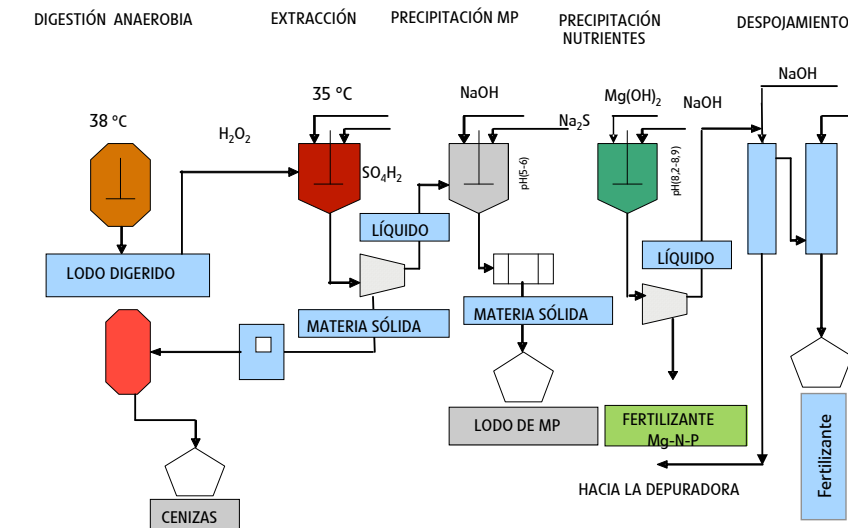 DIGESTIÓN ANAEROBIA
EXTRACCIÓN
PRECIPITACIÓN MP
PRECIPITACIÓN
NUTRIENTES
DESPOJAMIENTO
38 ºC
H₂O₂
35 ºC
SO₄H₂
NaOH
Na₂S
pH(5-6)
Mg(OH)₂
NaOH
pH(8,2-8,9)
NaOH
LODO DIGERIDO
LÍQUIDO
MATERIA SÓLIDA
MATERIA SÓLIDA
LÍQUIDO
LODO DE MP
FERTILIZANTE
Mg-N-P
HACIA LA DEPURADORA
Fertilizante
CENIZAS